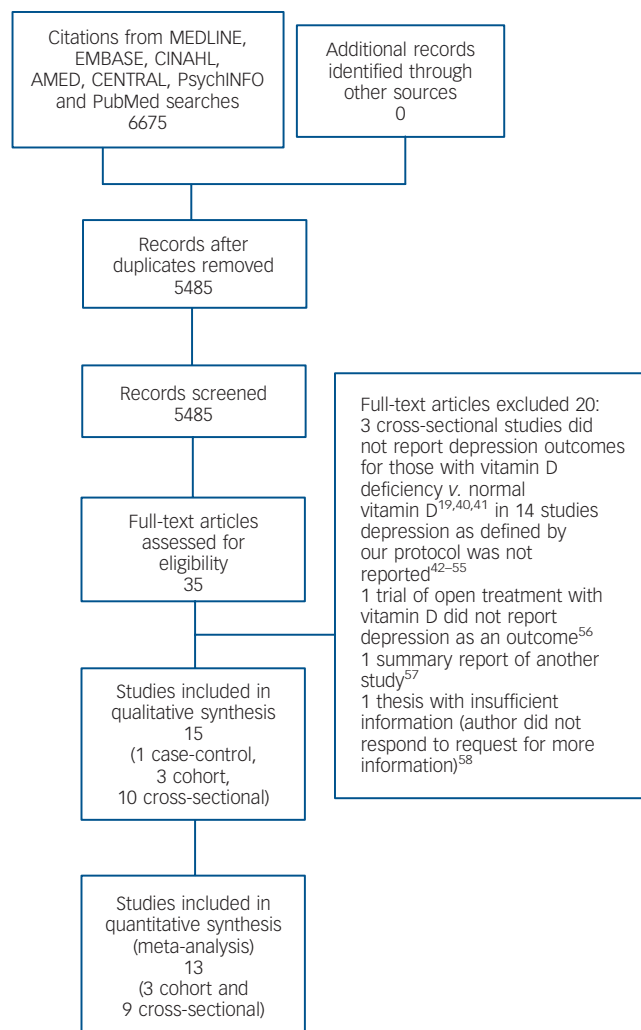 Citations from MEDLINE,
EMBASE, CINAHL,
AMED, CENTRAL, PsychINFO
and PubMed searches
6675
Additional records
identified through
other sources
0
Records after
duplicates removed
5485
Records screened
5485
Full-text articles
assessed for
eligibility
35
Full-text articles excluded 20:
3 cross-sectional studies did
not report depression outcomes
for those with vitamin D
deficiency v. normal
vitamin D19,40,41 in 14 studies
depression as defined by
our protocol was not
reported42–55
1 trial of open treatment with
vitamin D did not report
depression as an outcome56
1 summary report of another
study57
1 thesis with insufficient
information (author did not
respond to request for more
information)58
Studies included in
qualitative synthesis
15
(1 case-control,
3 cohort,
10 cross-sectional)
Studies included in
quantitative synthesis
(meta-analysis)
13
(3 cohort and
9 cross-sectional)